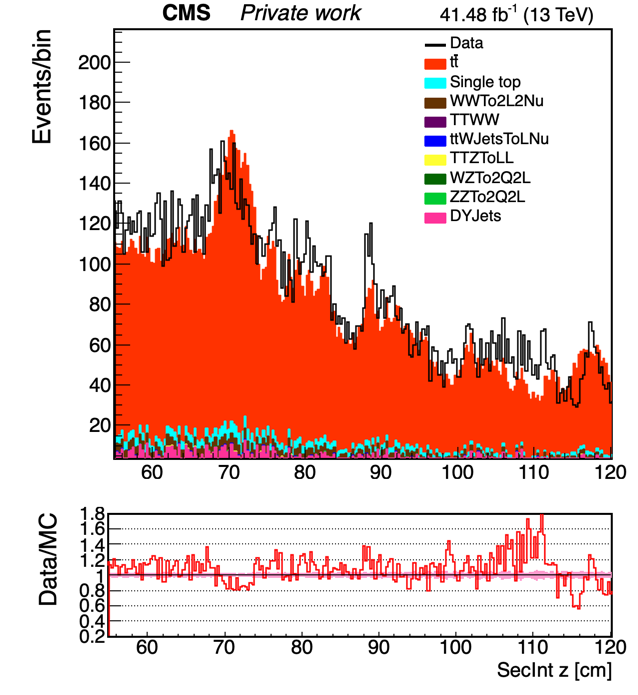 CMS Private work 41.48 fb⁻¹ (13 TeV)
Events/bin
200
180
160
140
120
100
80
60
40
20
Data
tt̄
Single top
WWTo2L2Nu
TTWW
ttWJetsToLNu
TTZToLL
WZTo2Q2L
ZZTo2Q2L
DYJets
60 70 80 90 100 110 120
Data/MC
1.8
1.6
1.4
1.2
1
0.8
0.6
0.4
0.2
60 70 80 90 100 110 120
SecInt z [cm]